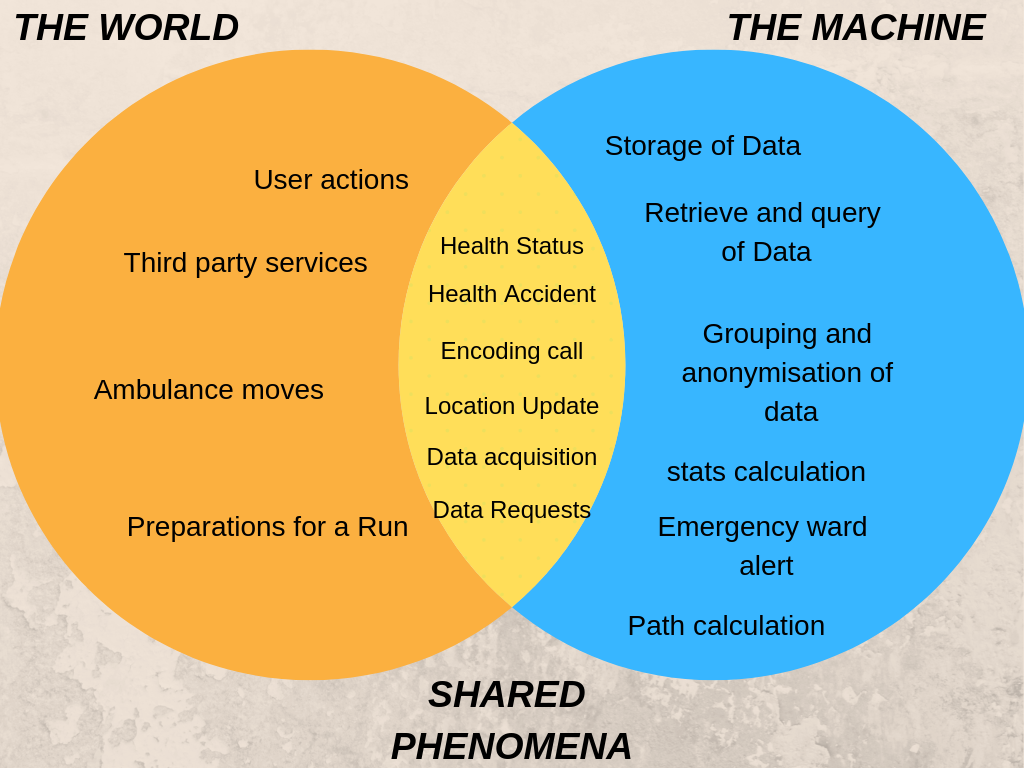 THE WORLD
THE MACHINE
User actions
Third party services
Ambulance moves
Preparations for a Run
Health Status
Health Accident
Encoding call
Location Update
Data acquisition
Data Requests
Storage of Data
Retrieve and query
of Data
Grouping and
anonymisation of
data
stats calculation
Emergency ward
alert
Path calculation
SHARED
PHENOMENA